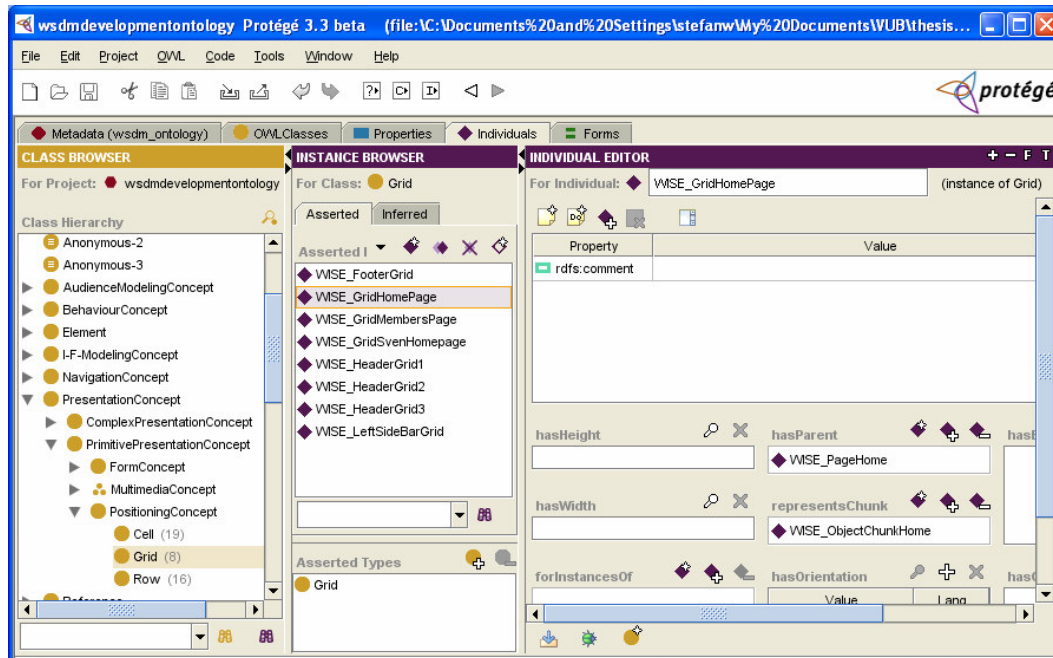 wsdmdevelopmentontology Protégé 3.3 beta (file:\C:\Documents%20and%20Settings\stefanw\My%20Documents\VUB\thesis...
File Edit Project OWL Code Tools Window Help
protégé
Metadata (wsdm_ontology) OWLClasses Properties Individuals Forms
CLASS BROWSER
For Project: wsdmdevelopmentontology
Class Hierarchy
Anonymous-2
Anonymous-3
AudienceModelingConcept
BehaviourConcept
Element
I-F-ModelingConcept
NavigationConcept
PresentationConcept
ComplexPresentationConcept
PrimitivePresentationConcept
FormConcept
MultimediaConcept
PositioningConcept
Cell (19)
Grid (8)
Row (16)
INSTANCE BROWSER
For Class: Grid
Asserted Inferred
Asserted I
WISE_FooterGrid
WISE_GridHomePage
WISE_GridMembersPage
WISE_GridSvenHomepage
WISE_HeaderGrid1
WISE_HeaderGrid2
WISE_HeaderGrid3
WISE_LeftSideBarGrid
Asserted Types
Grid
INDIVIDUAL EDITOR + − F T
For Individual: WISE_GridHomePage (instance of Grid)
Property Value
rdfs:comment
hasHeight hasParent
WISE_PageHome
hasWidth representsChunk
WISE_ObjectChunkHome
forInstancesOf hasOrientation
Value Lang